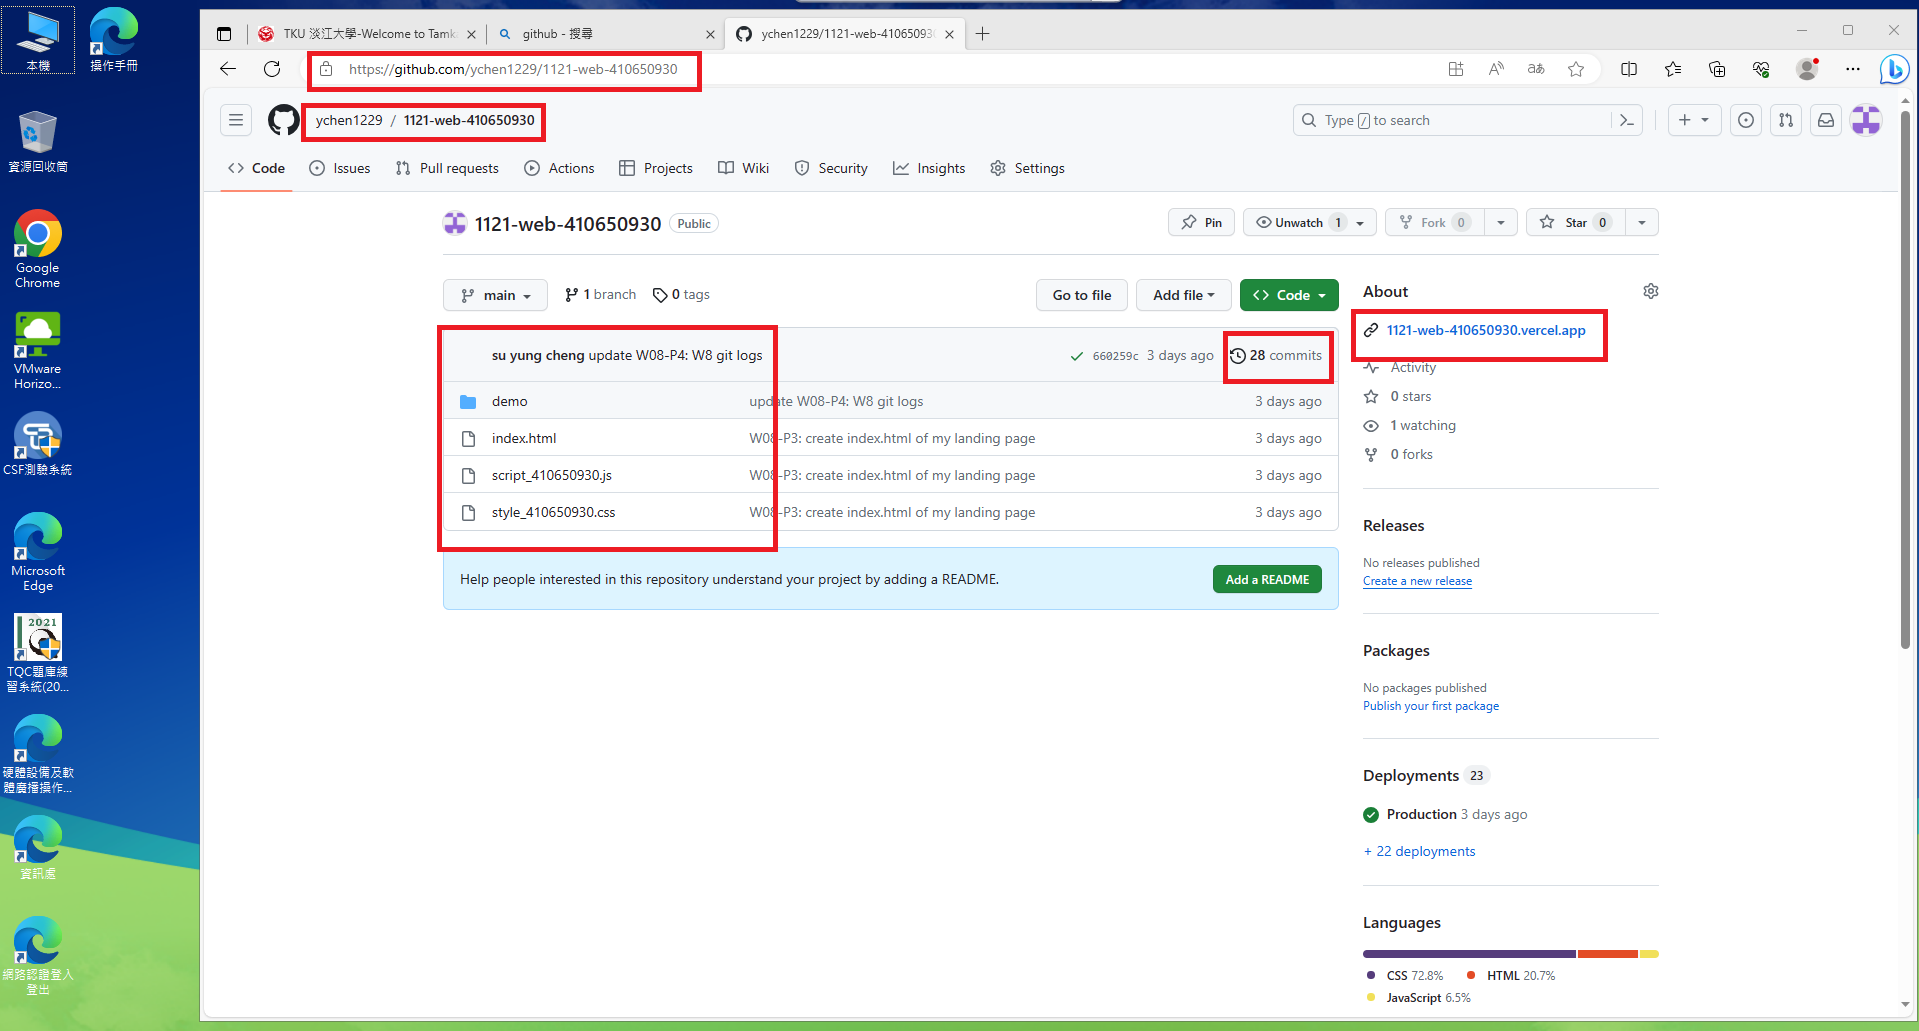 本機
操作手冊
資源回收筒
Google
Chrome
VMware
Horizo...
CSF測驗系統
Microsoft
Edge
2021
TQC題庫練
習系統(20...
硬體設備及軟
體廣播操作...
資訊處
網路認證登入
登出
TKU 淡江大學-Welcome to Tamk
github - 搜尋
ychen1229/1121-web-410650930
https://github.com/ychen1229/1121-web-410650930
ychen1229 / 1121-web-410650930
Type / to search
Code
Issues
Pull requests
Actions
Projects
Wiki
Security
Insights
Settings
1121-web-410650930 Public
Pin
Unwatch 1
Fork 0
Star 0
main
1 branch
0 tags
Go to file
Add file
Code
su yung cheng update W08-P4: W8 git logs
660259c 3 days ago
28 commits
demo update W08-P4: W8 git logs 3 days ago
index.html W08-P3: create index.html of my landing page 3 days ago
script_410650930.js W08-P3: create index.html of my landing page 3 days ago
style_410650930.css W08-P3: create index.html of my landing page 3 days ago
Help people interested in this repository understand your project by adding a README.
Add a README
About
1121-web-410650930.vercel.app
Activity
0 stars
1 watching
0 forks
Releases
No releases published
Create a new release
Packages
No packages published
Publish your first package
Deployments 23
Production 3 days ago
+ 22 deployments
Languages
CSS 72.8%
HTML 20.7%
JavaScript 6.5%